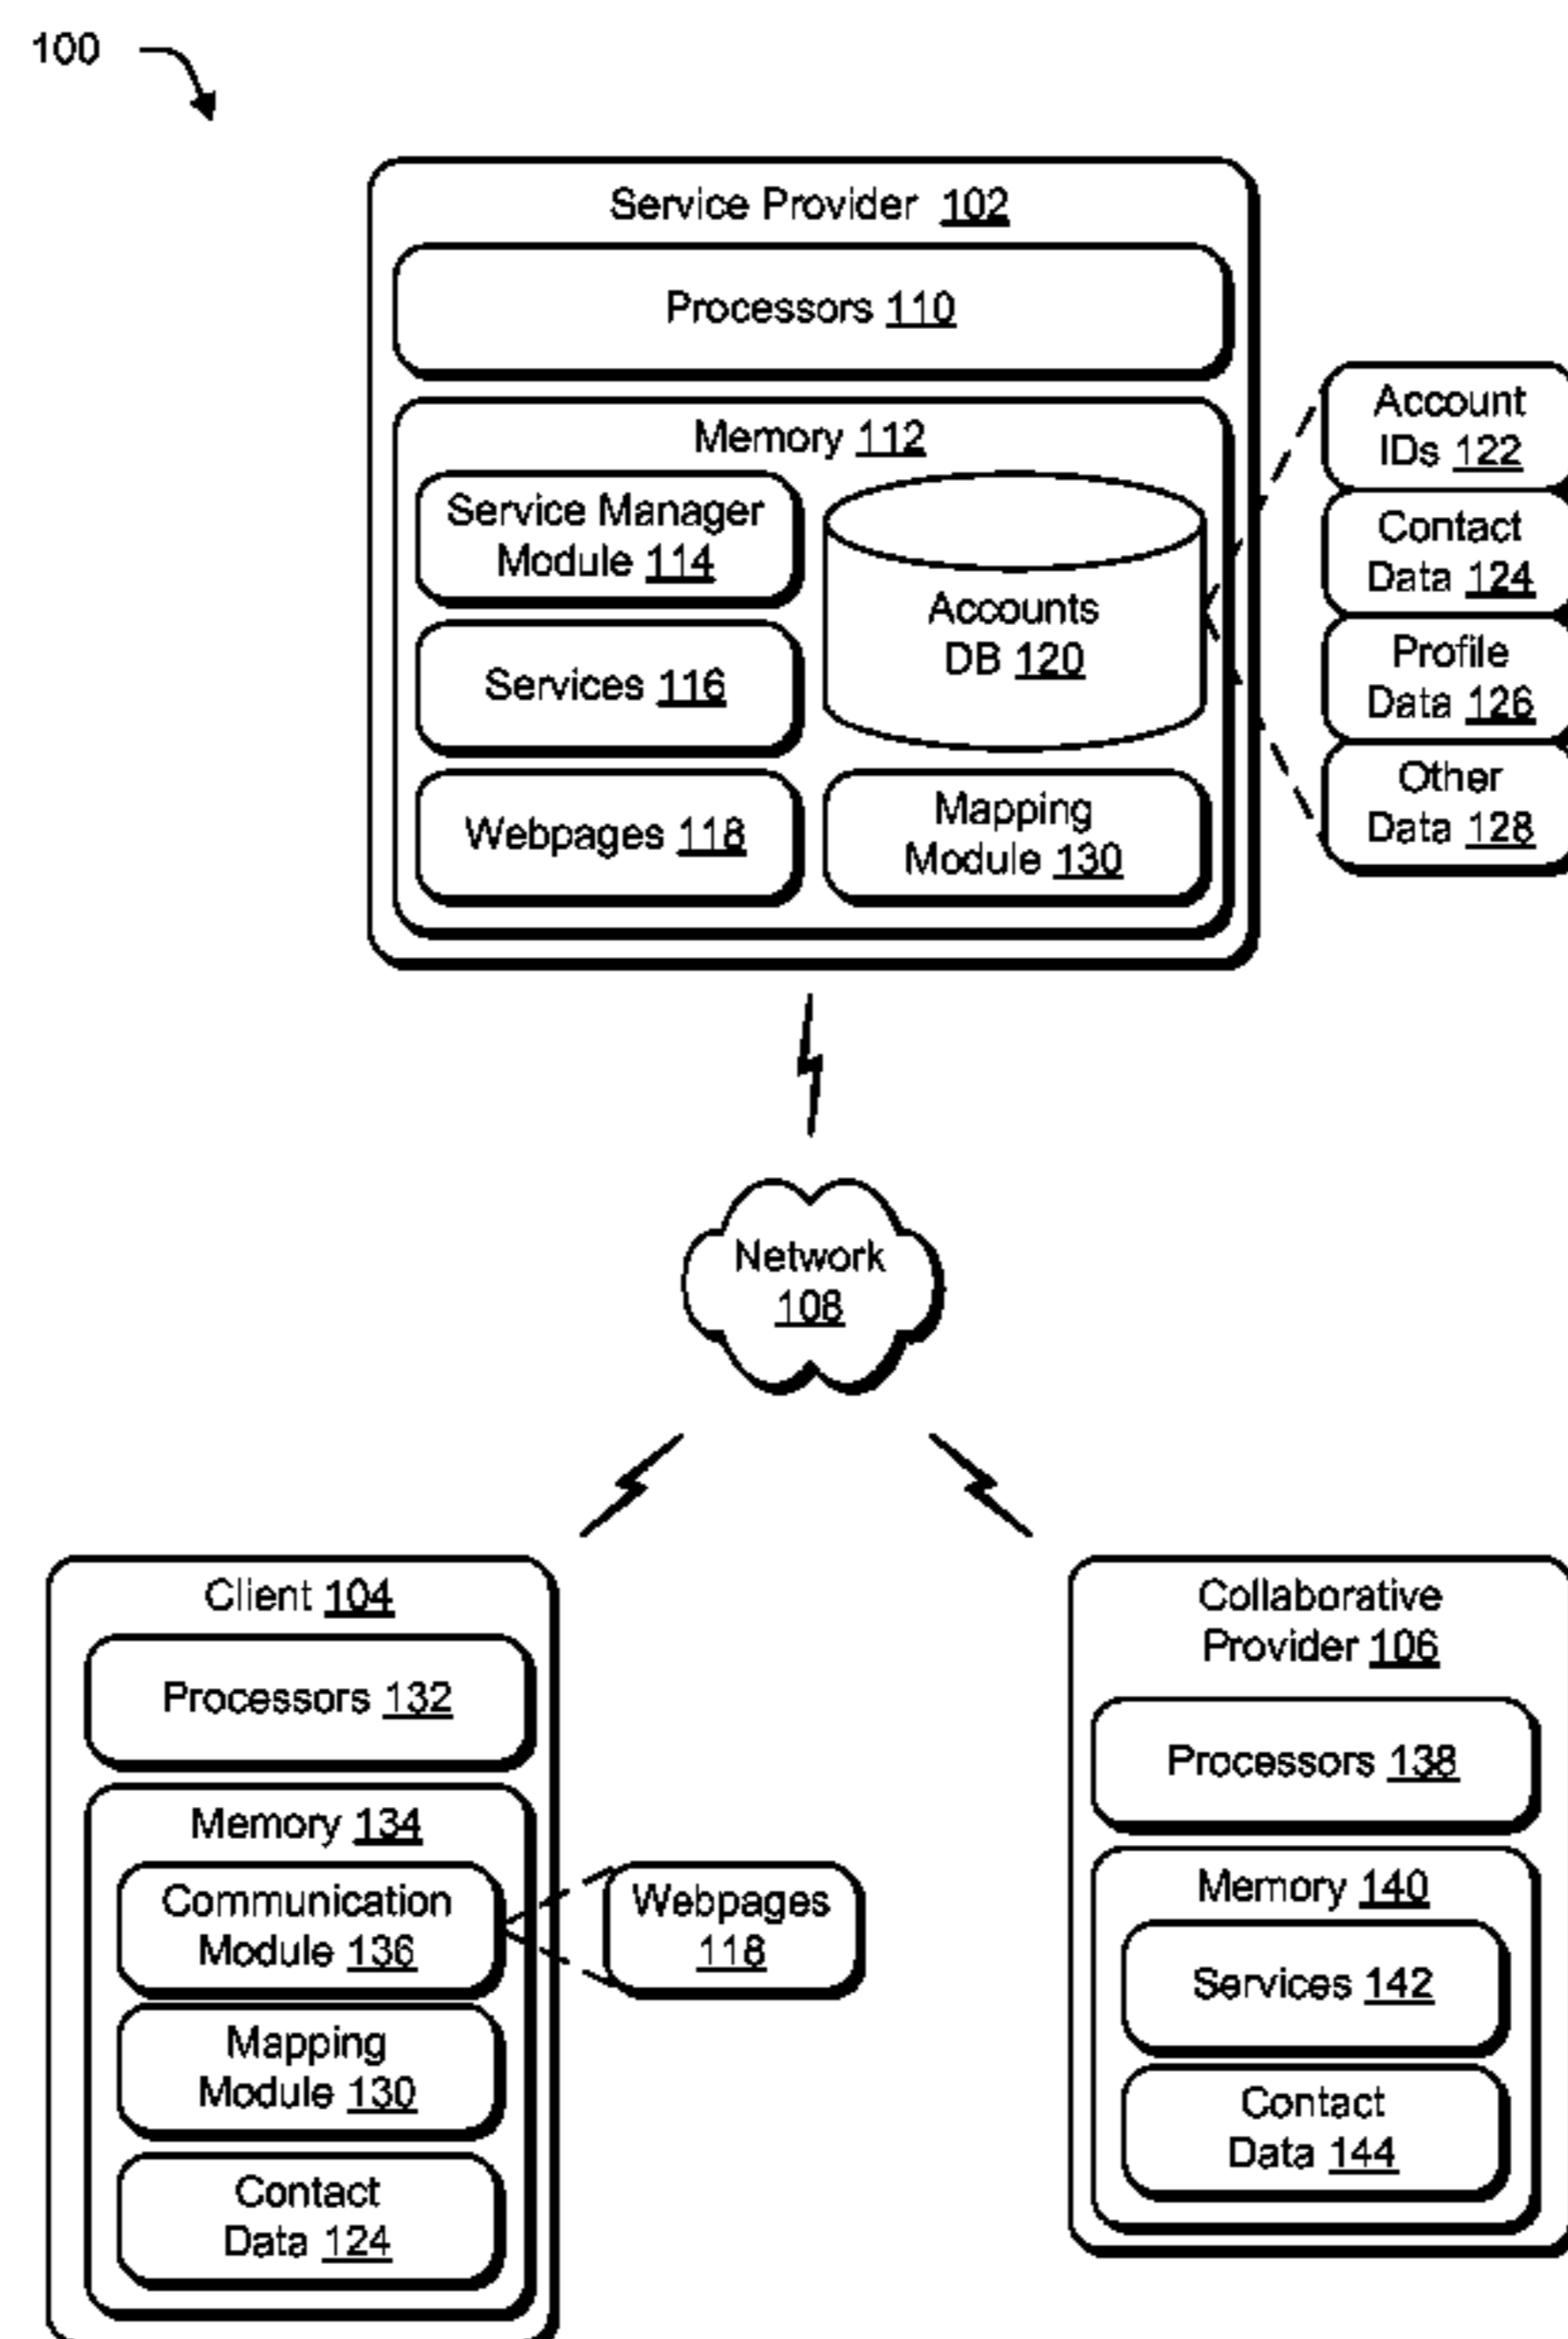 100
Service Provider 102
Processors 110
Memory 112
Service Manager
Module 114
Services 116
Webpages 118
Accounts
DB 120
Mapping
Module 130
Account
IDs 122
Contact
Data 124
Profile
Data 126
Other
Data 128
Network
108
Client 104
Processors 132
Memory 134
Communication
Module 136
Mapping
Module 130
Contact
Data 124
Webpages
118
Collaborative
Provider 106
Processors 138
Memory 140
Services 142
Contact
Data 144